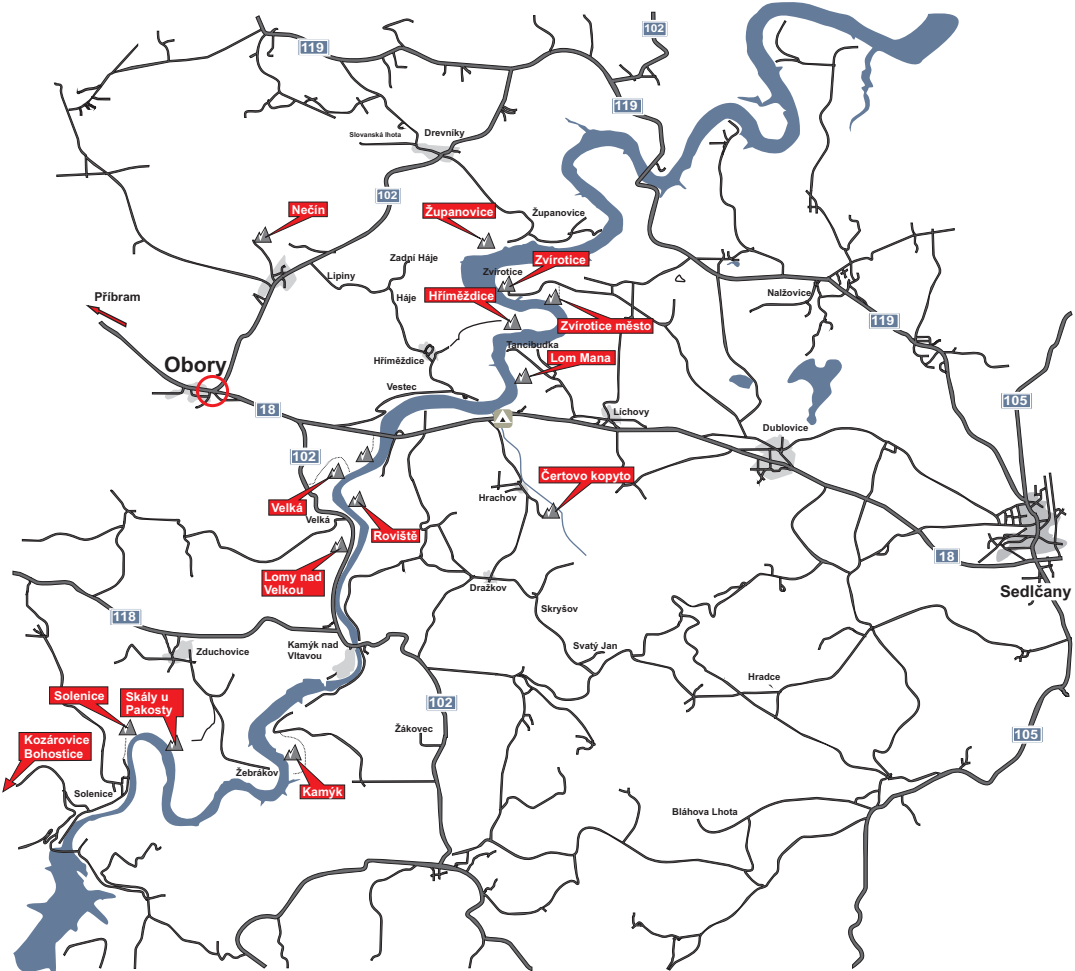 102
119
119
Slovanská lhota
Drevníky
102
Nečín
Županovice
Županovice
Zadní Háje
Zvírotice
Zvírotice
Lipiny
Háje
Hříměždice
Nalžovice
Příbram
Zvírotice město
119
Tancibudka
Lom Mana
Hříměždice
Obory
Vestec
105
18
Líchovy
Dublovice
102
Čertovo kopyto
Hrachov
Velká
Velká
Roviště
18
Lomy nad
Velkou
Dražkov
Sedlčany
Skryšov
118
Kamýk nad
Vltavou
Zduchovice
Svatý Jan
Hradce
Solenice
Skály u
Pakosty
102
Žákovec
105
Kozárovice
Bohostice
Žebrákov
Kamýk
Solenice
Bláhova Lhota